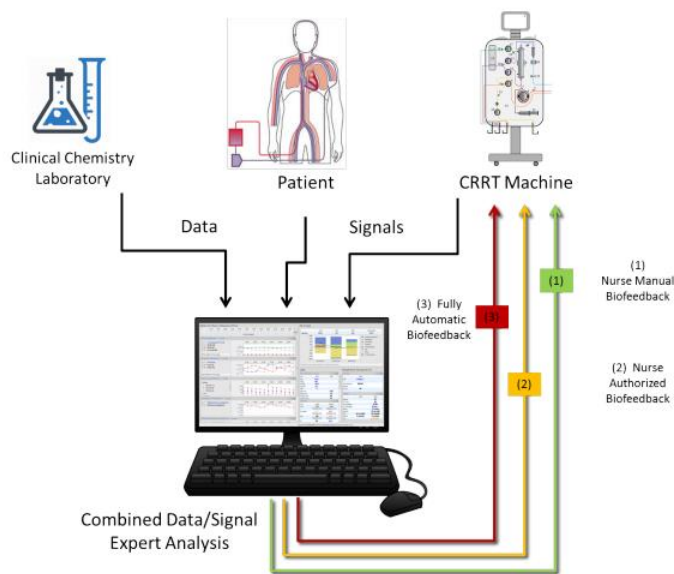 Clinical Chemistry
Laboratory
Patient
CRRT Machine
Data
Signals
(1)
(1)
Nurse Manual
Biofeedback
(3) Fully
Automatic
Biofeedback
(3)
(2)
(2) Nurse
Authorized
Biofeedback
Combined Data/Signal
Expert Analysis